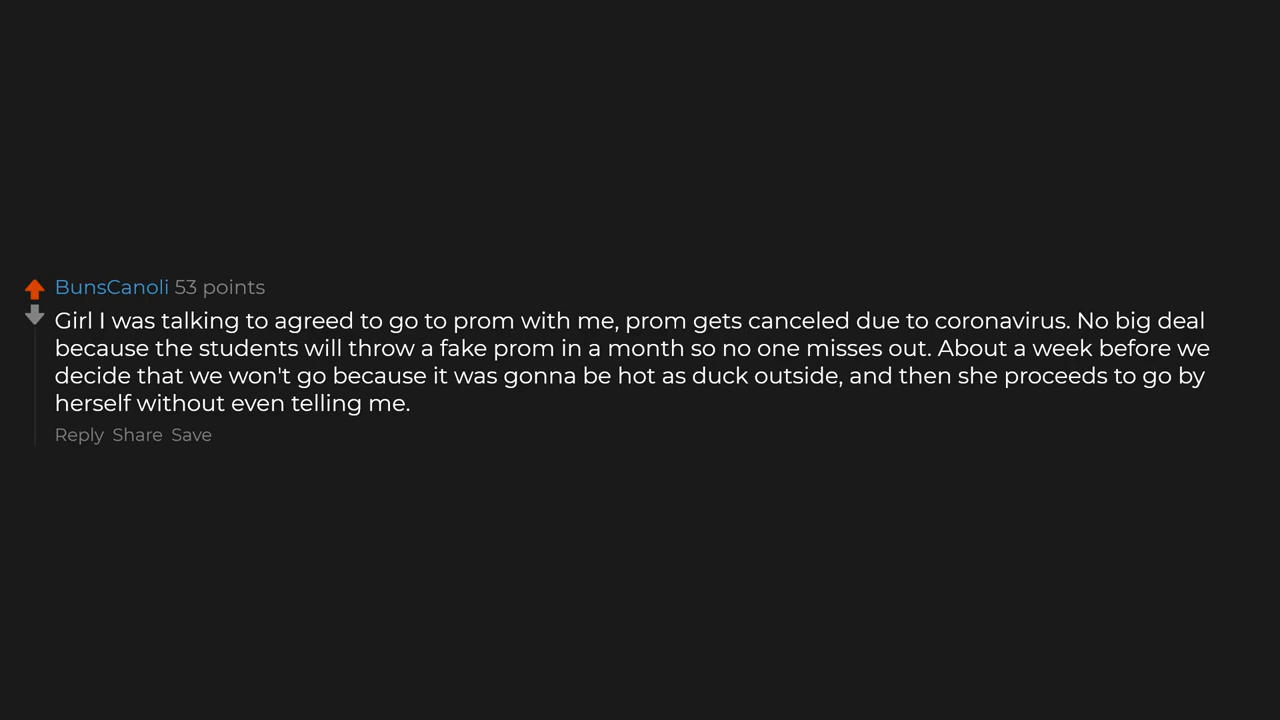 BunsCanoli 53 points
Girl I was talking to agreed to go to prom with me, prom gets canceled due to coronavirus. No big deal
because the students will throw a fake prom in a month so no one misses out. About a week before we
decide that we won't go because it was gonna be hot as duck outside, and then she proceeds to go by
herself without even telling me.
Reply Share Save